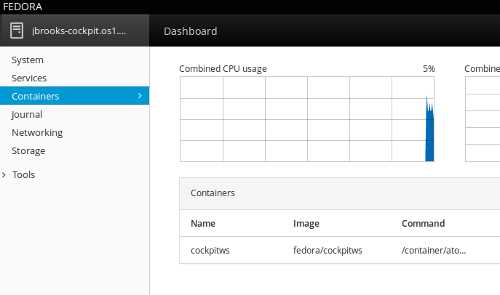 FEDORA
jbrooks-cockpit.os1....
Dashboard
System
Services
Containers
Journal
Networking
Storage
Tools
Combined CPU usage 5%
Combine
Containers
Name Image Command
cockpitws fedora/cockpitws /container/ato...